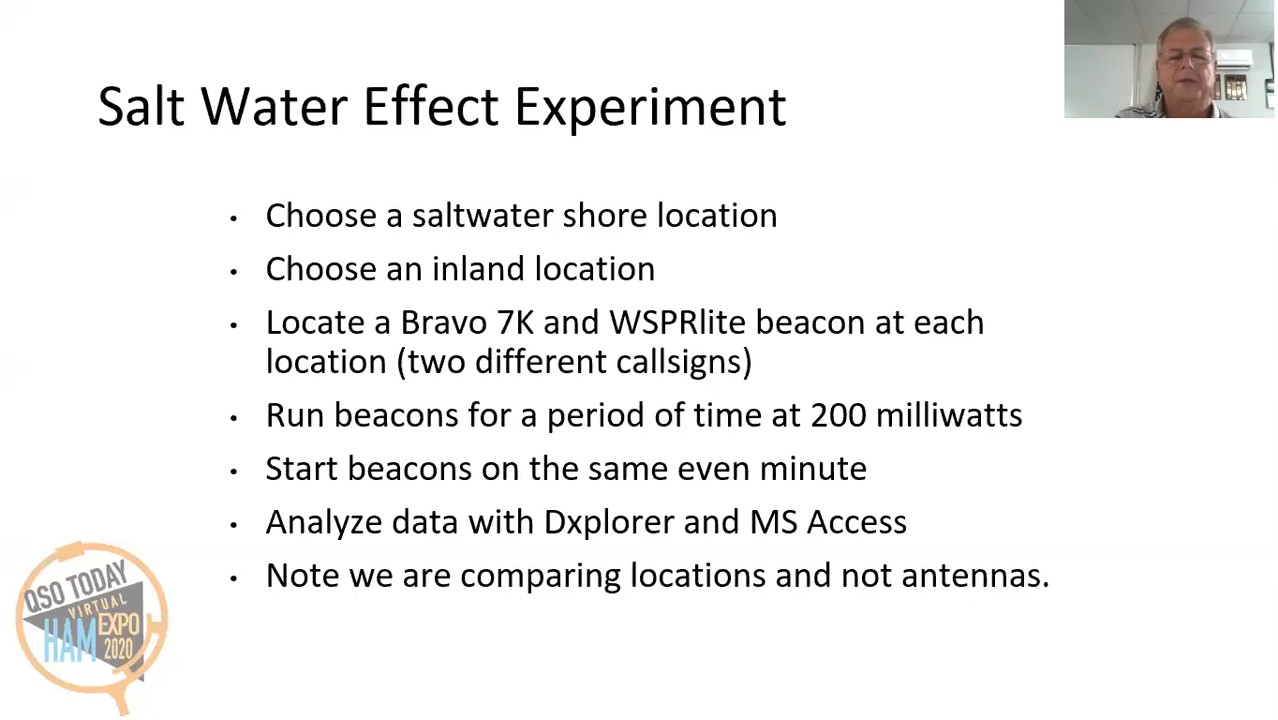 Salt Water Effect Experiment
• Choose a saltwater shore location
• Choose an inland location
• Locate a Bravo 7K and WSPRlite beacon at each
location (two different callsigns)
• Run beacons for a period of time at 200 milliwatts
• Start beacons on the same even minute
• Analyze data with Dxplorer and MS Access
• Note we are comparing locations and not antennas.
QSO TODAY
VIRTUAL
HAM EXPO
2020